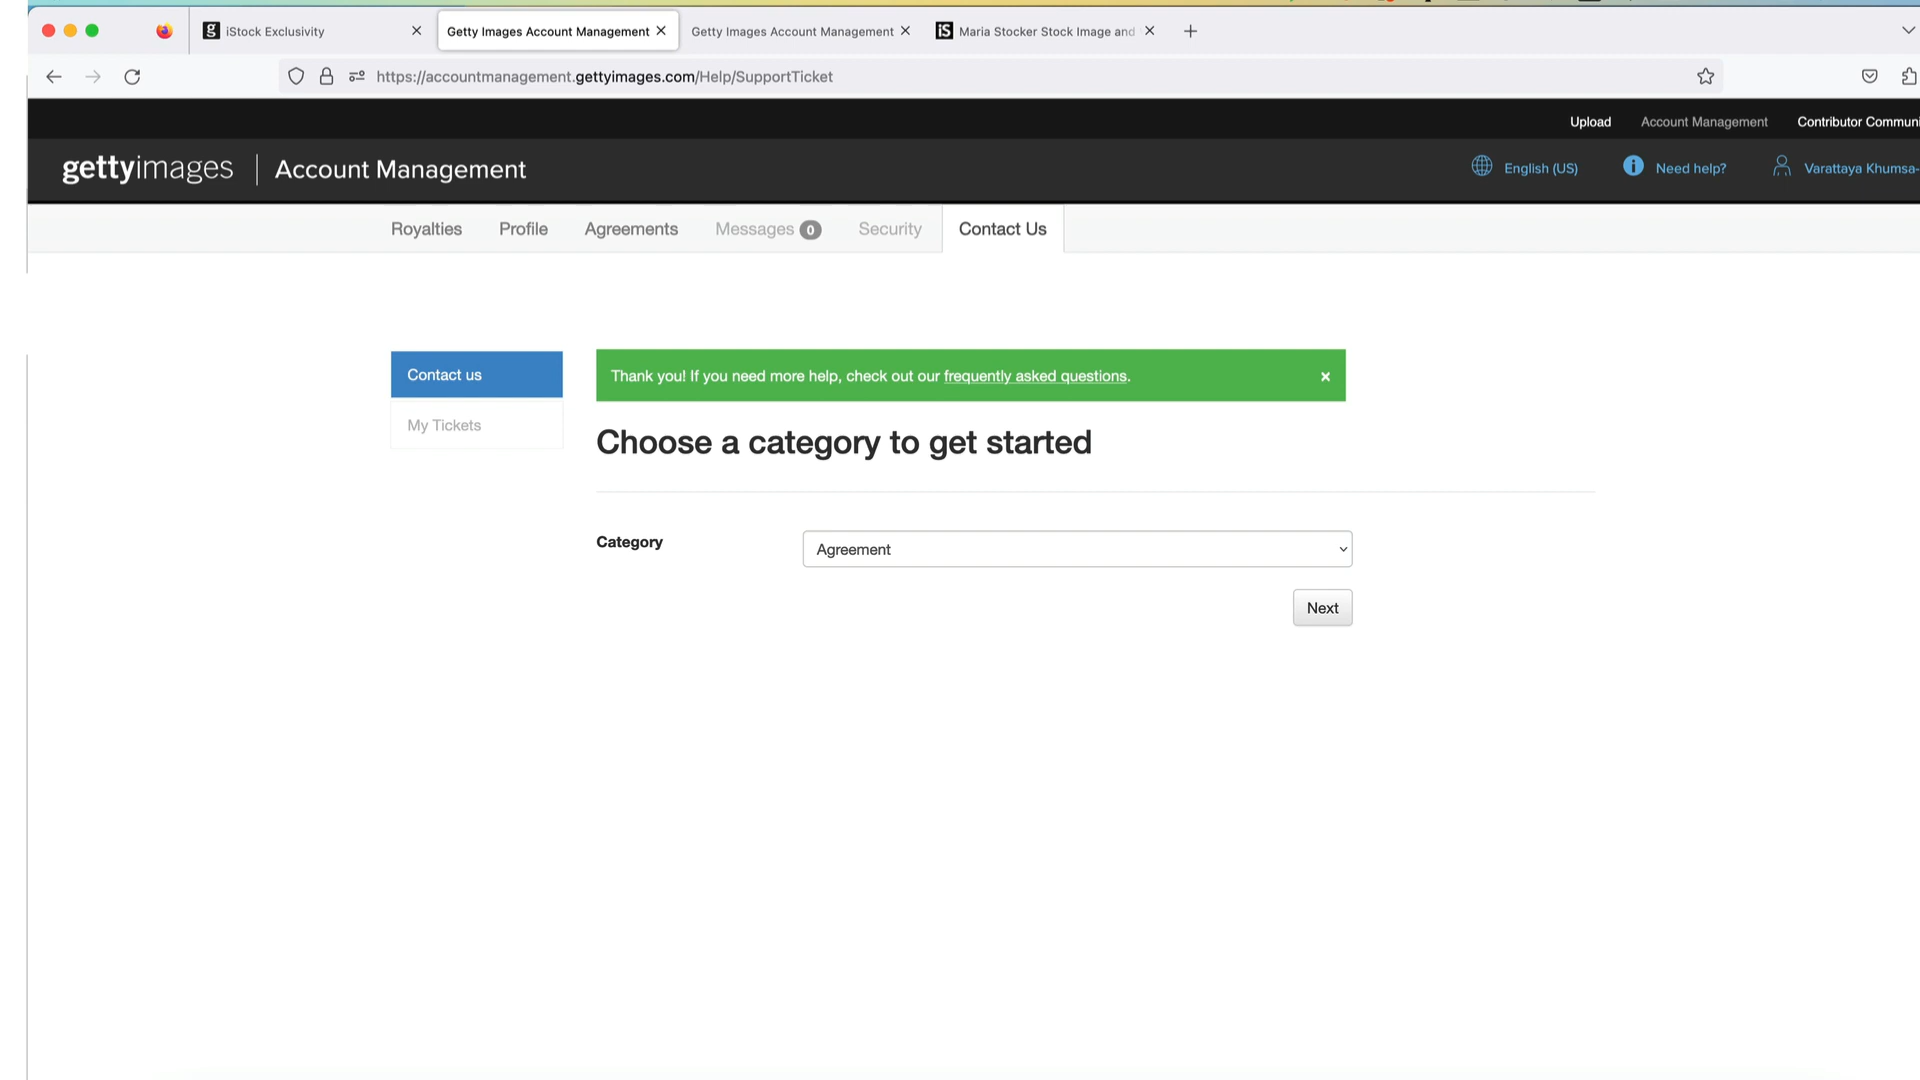 iStock Exclusivity
Getty Images Account Management
Getty Images Account Management
iS Maria Stocker Stock Image and
https://accountmanagement.gettyimages.com/Help/SupportTicket
Upload Account Management Contributor
gettyimages Account Management
English (US) Need help? Varattaya
Royalties Profile Agreements Messages 0 Security Contact Us
Contact us
My Tickets
Thank you! If you need more help, check out our frequently asked questions.
Choose a category to get started
Category
Agreement
Next